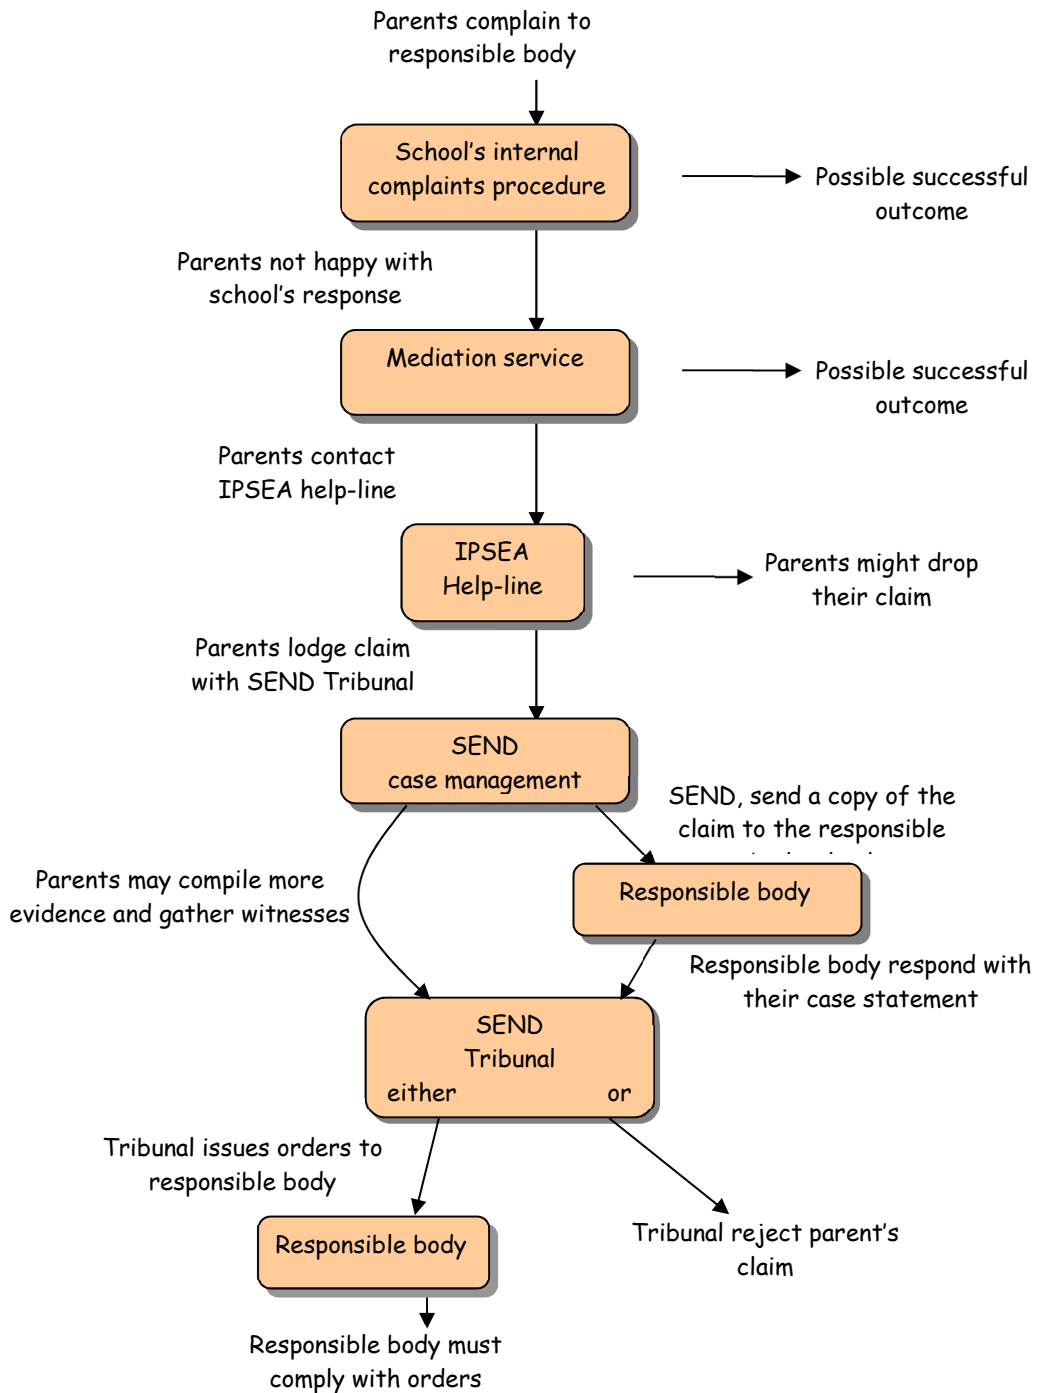 Parents complain to
responsible body
School's internal
complaints procedure
Possible successful
outcome
Parents not happy with
school's response
Mediation service
Possible successful
outcome
Parents contact
IPSEA help-line
IPSEA
Help-line
Parents might drop
their claim
Parents lodge claim
with SEND Tribunal
SEND
case management
SEND, send a copy of the
claim to the responsible
Parents may compile more
evidence and gather witnesses
Responsible body
Responsible body respond with
their case statement
SEND
Tribunal
either or
Tribunal issues orders to
responsible body
Responsible body
Tribunal reject parent's
claim
Responsible body must
comply with orders